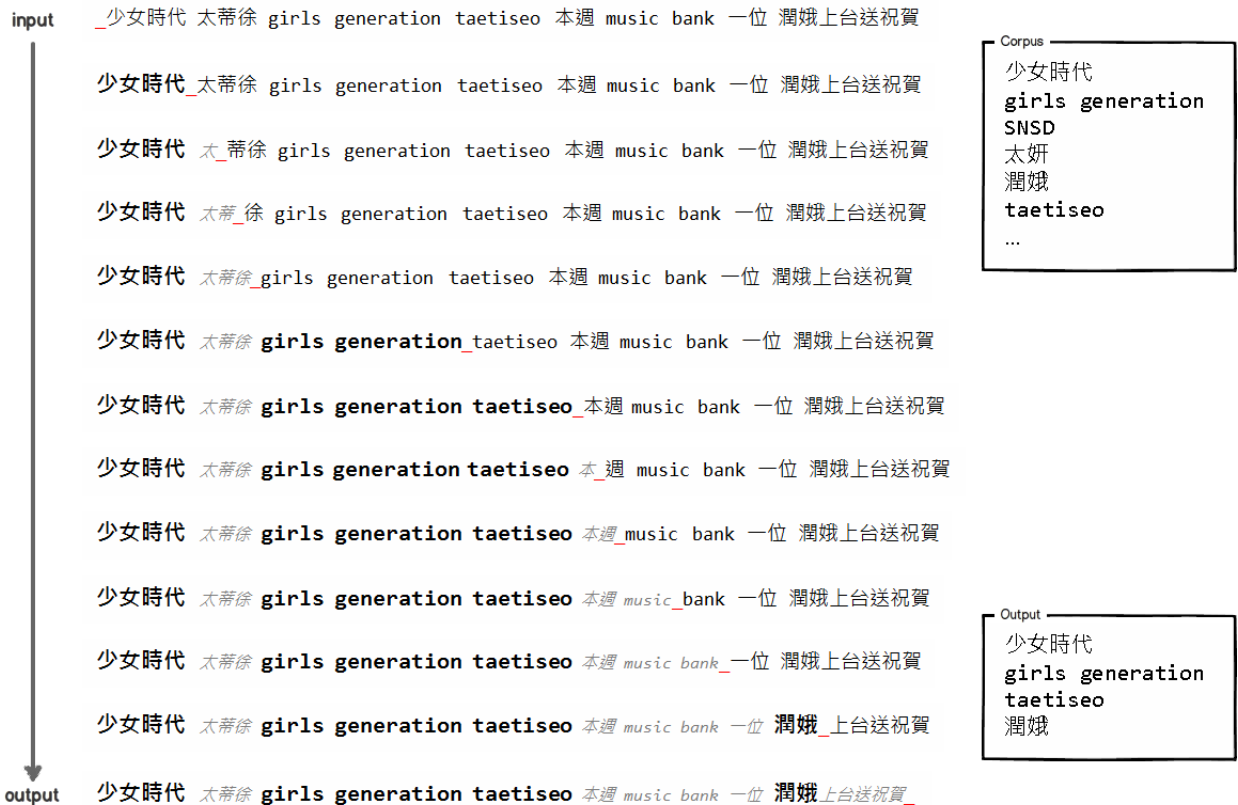 input
_少女時代 太蒂徐 girls generation taetiseo 本週 music bank 一位 潤娥上台送祝賀
少女時代_太蒂徐 girls generation taetiseo 本週 music bank 一位 潤娥上台送祝賀
少女時代 太_蒂徐 girls generation taetiseo 本週 music bank 一位 潤娥上台送祝賀
少女時代 太蒂_徐 girls generation taetiseo 本週 music bank 一位 潤娥上台送祝賀
少女時代 太蒂徐_girls generation taetiseo 本週 music bank 一位 潤娥上台送祝賀
少女時代 太蒂徐 girls generation_taetiseo 本週 music bank 一位 潤娥上台送祝賀
少女時代 太蒂徐 girls generation taetiseo_本週 music bank 一位 潤娥上台送祝賀
少女時代 太蒂徐 girls generation taetiseo 本_週 music bank 一位 潤娥上台送祝賀
少女時代 太蒂徐 girls generation taetiseo 本週_music bank 一位 潤娥上台送祝賀
少女時代 太蒂徐 girls generation taetiseo 本週 music_bank 一位 潤娥上台送祝賀
少女時代 太蒂徐 girls generation taetiseo 本週 music bank_一位 潤娥上台送祝賀
少女時代 太蒂徐 girls generation taetiseo 本週 music bank 一位 潤娥_上台送祝賀
output
少女時代 太蒂徐 girls generation taetiseo 本週 music bank 一位 潤娥上台送祝賀_
Corpus
少女時代
girls generation
SNSD
太妍
潤娥
taetiseo
...
Output
少女時代
girls generation
taetiseo
潤娥